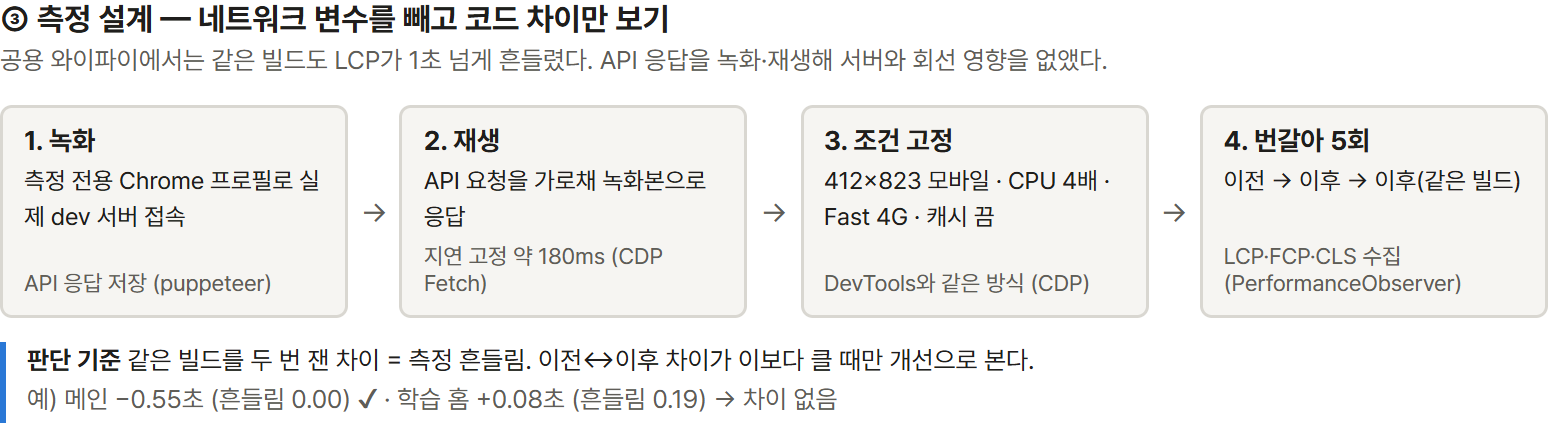 ③ 측정 설계 — 네트워크 변수를 빼고 코드 차이만 보기
공용 와이파이에서는 같은 빌드도 LCP가 1초 넘게 흔들렸다. API 응답을 녹화·재생해 서버와 회선 영향을 없앴다.
1. 녹화
측정 전용 Chrome 프로필로 실
제 dev 서버 접속
API 응답 저장 (puppeteer)
→
2. 재생
API 요청을 가로채 녹화본으로
응답
지연 고정 약 180ms (CDP
Fetch)
→
3. 조건 고정
412×823 모바일 · CPU 4배 ·
Fast 4G · 캐시 끔
DevTools와 같은 방식 (CDP)
→
4. 번갈아 5회
이전 → 이후 → 이후(같은 빌드)
LCP·FCP·CLS 수집
(PerformanceObserver)
판단 기준 같은 빌드를 두 번 잰 차이 = 측정 흔들림. 이전↔이후 차이가 이보다 클 때만 개선으로 본다.
예) 메인 −0.55초 (흔들림 0.00) ✔ · 학습 홈 +0.08초 (흔들림 0.19) → 차이 없음